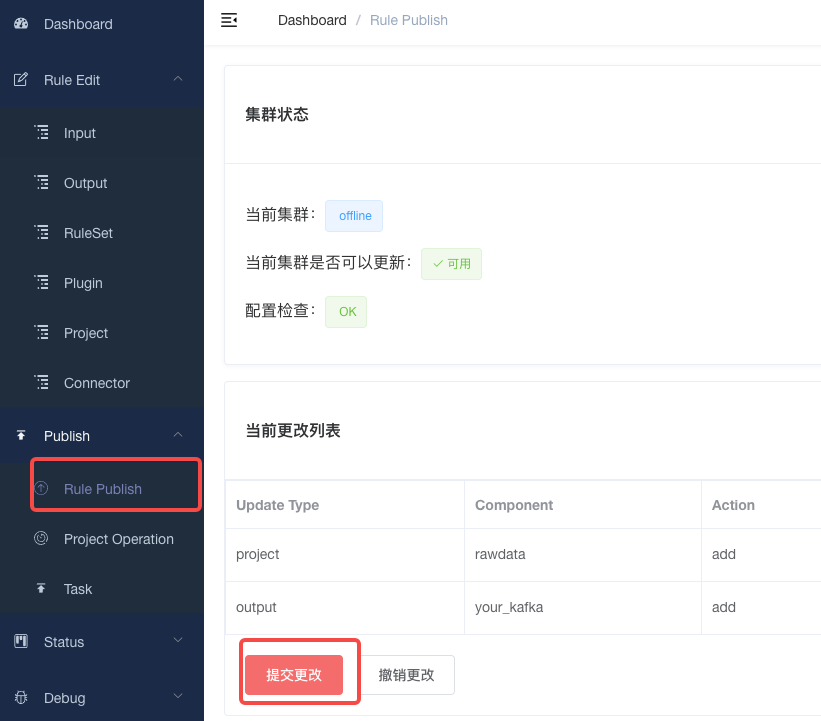 Dashboard
Rule Edit
Input
Output
RuleSet
Plugin
Project
Connector
Publish
Rule Publish
Project Operation
Task
Status
Debug
Dashboard / Rule Publish
集群状态
当前集群： offline
当前集群是否可以更新： 可用
配置检查： OK
当前更改列表
Update Type Component Action
project rawdata add
output your_kafka add
提交更改 撤销更改